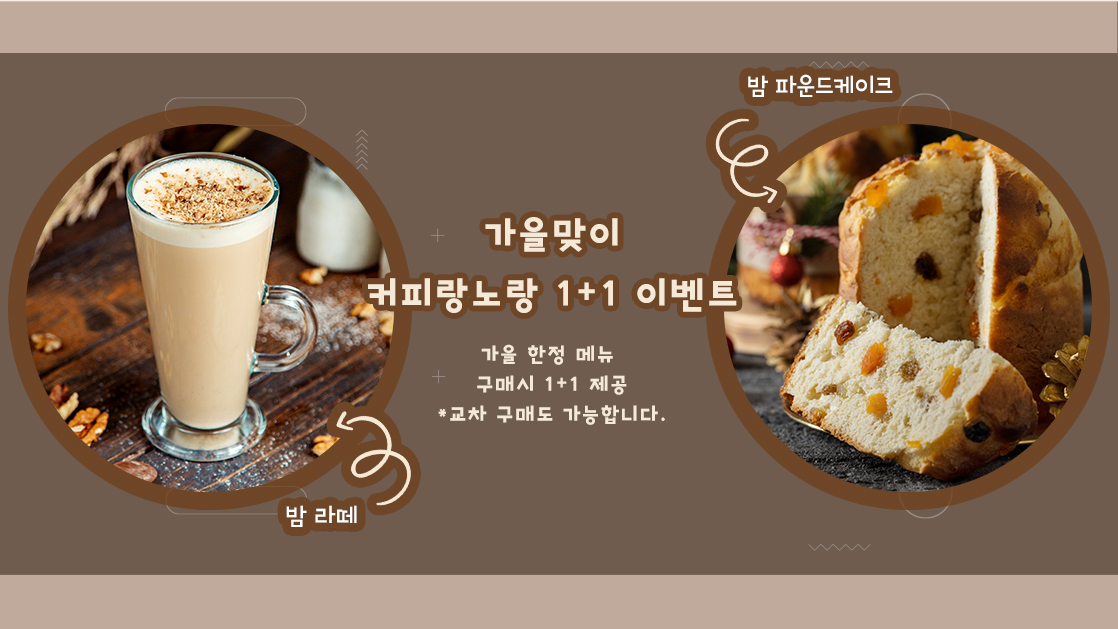 밤 파운드케이크
가을맞이
커피랑노랑 1+1 이벤트
가을 한정 메뉴
구매시 1+1 제공
*교차 구매도 가능합니다.
밤 라떼